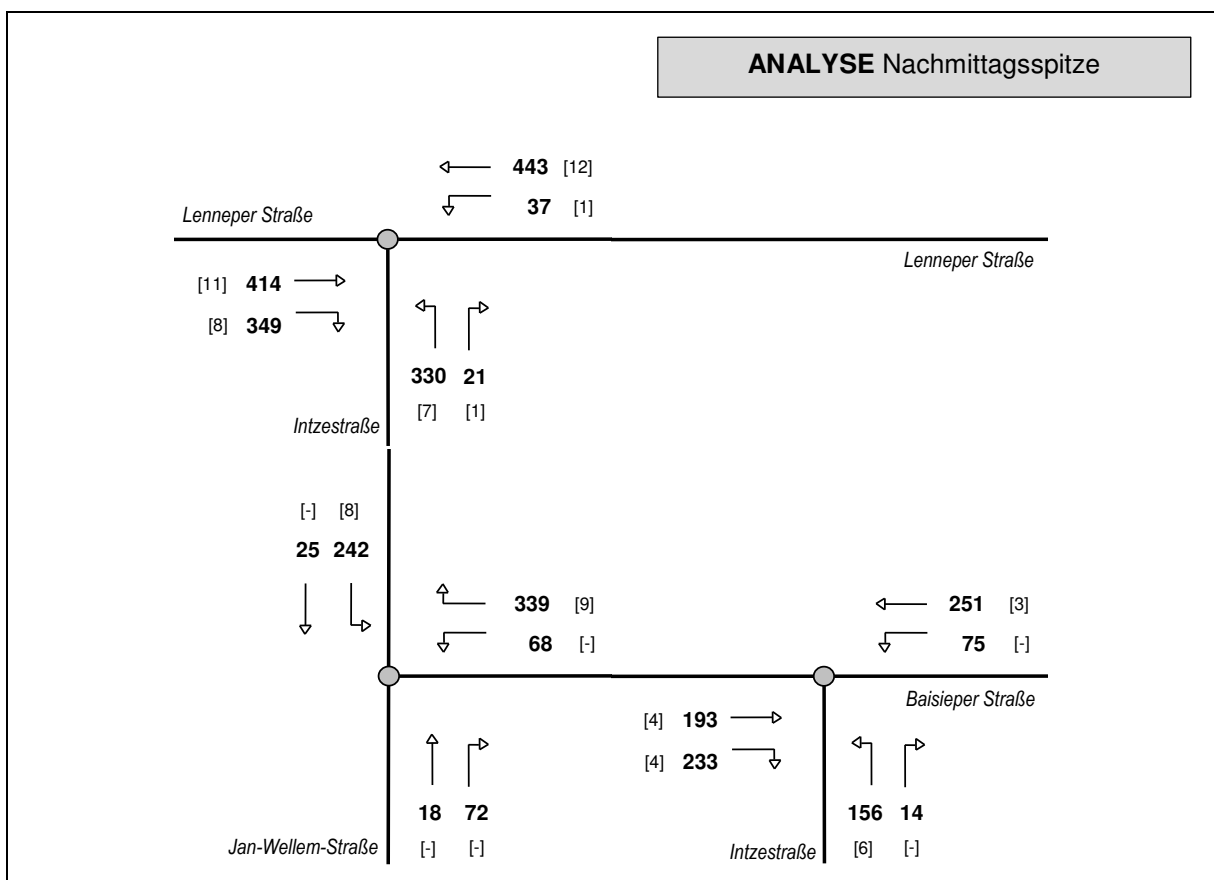 ANALYSE Nachmittagsspitze
443 [12]
37 [1]
Lenneper Straße
Lenneper Straße
[11] 414
[8] 349
330 21
[7] [1]
Intzestraße
[-] [8]
25 242
339 [9]
68 [-]
251 [3]
75 [-]
Baisieper Straße
[4] 193
[4] 233
18 72
[-] [-]
Jan-Wellem-Straße
156 14
[6] [-]
Intzestraße